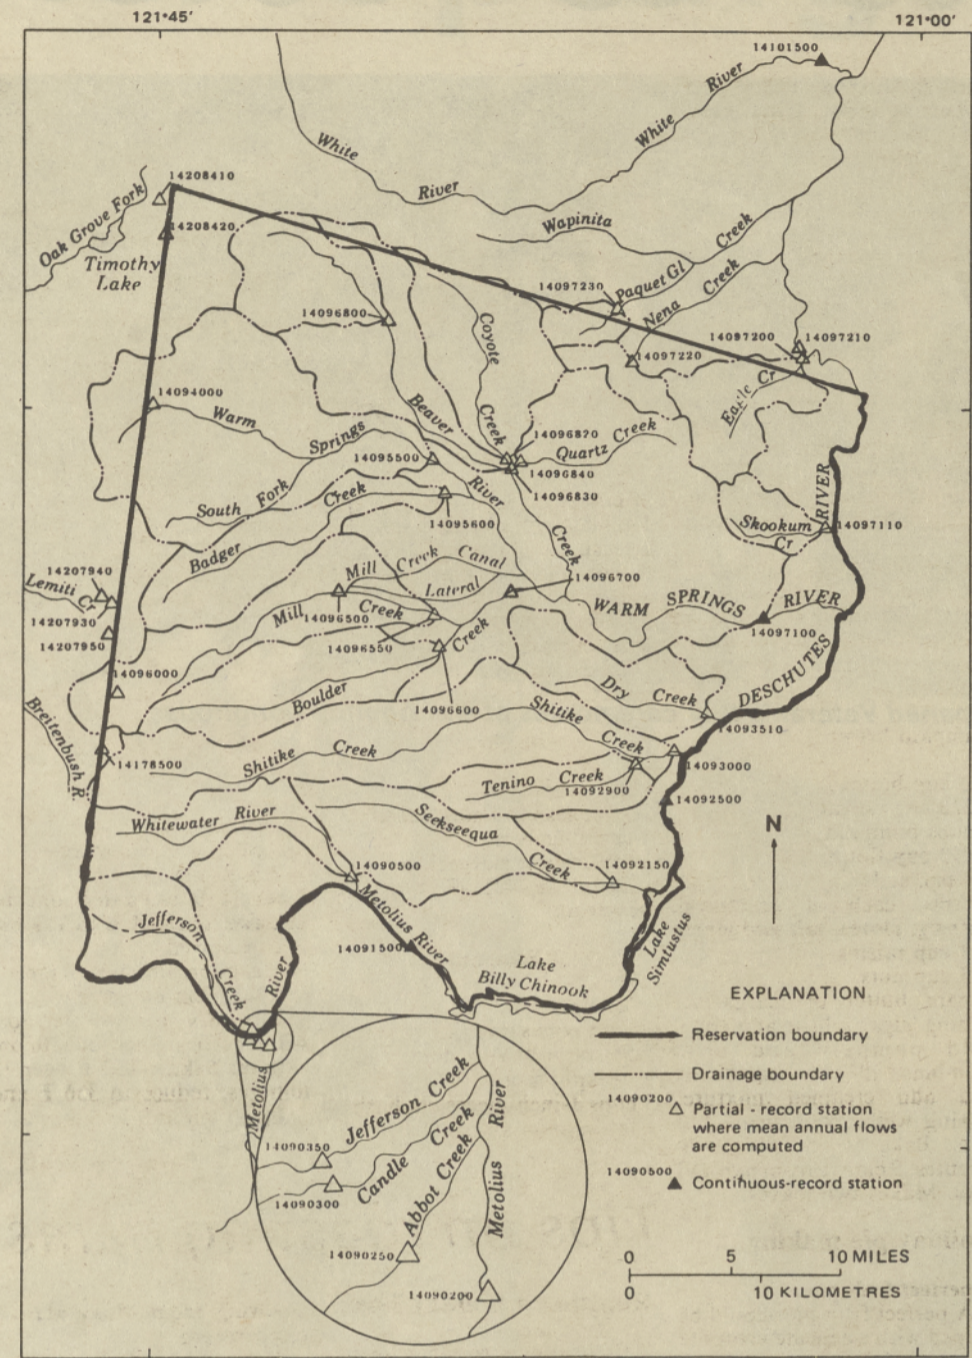 121°45'
121°00'
14101500
White River
White River
14208410
Oak Grove Fork
14208420
Timothy
Lake
Wapinita Creek
14097230
Paquet Gl
Nena Creek
14096800
Coyote Creek
14097200
14097210
14097220
Eagle Cr
14094000
Warm Springs River
Beaver Creek
14096870
Quartz Creek
14095500
14096840
14096830
South Fork
Badger Creek
14095600
RIVER
Skookum
Cr
14097110
14207940
Lemiti
Cr
14207930
14207950
Mill Creek Canal
Lateral
Mill Creek
14096500
14096550
14096700
WARM SPRINGS RIVER
14097100
14096000
Creek
Boulder
14096600
Dry Creek
DESCHUTES
14093510
Breitenbush R
14178500
Shitike Creek
Shitike Creek
14093000
Tenino Creek
14092900
14092500
Whitewater River
Seekseequa Creek
14090500
14092150
N
Jefferson Creek
River
Metolius River
14091500
Lake
Billy Chinook
Lake
Simtustus
Metolius
Jefferson Creek
14090350
Candle Creek
14090300
Abbot Creek
14090250
River
Metolius
14090200
EXPLANATION
Reservation boundary
Drainage boundary
14090200
Partial - record station
where mean annual flows
are computed
14090500
Continuous-record station
0 5 10 MILES
0 10 KILOMETRES